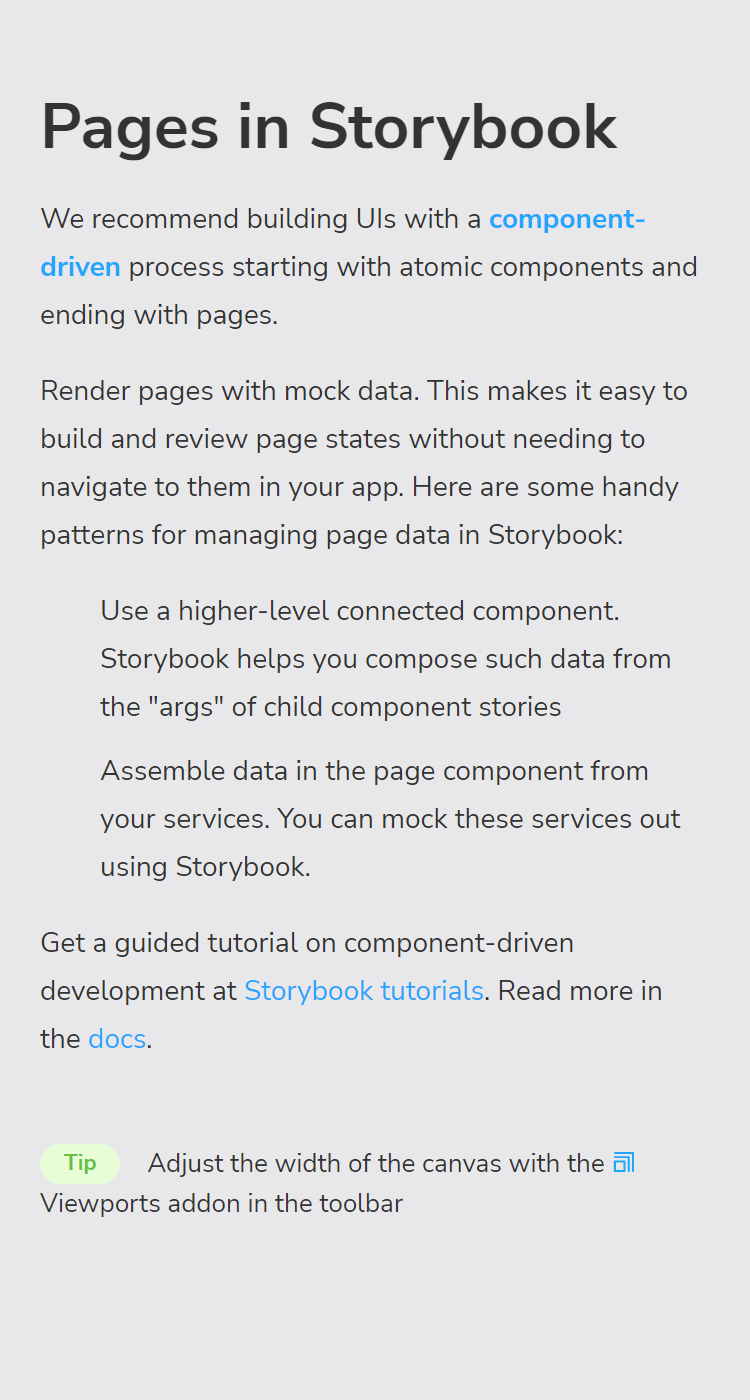 Pages in Storybook
We recommend building UIs with a component-
driven process starting with atomic components and
ending with pages.
Render pages with mock data. This makes it easy to
build and review page states without needing to
navigate to them in your app. Here are some handy
patterns for managing page data in Storybook:
Use a higher-level connected component.
Storybook helps you compose such data from
the "args" of child component stories
Assemble data in the page component from
your services. You can mock these services out
using Storybook.
Get a guided tutorial on component-driven
development at Storybook tutorials. Read more in
the docs.
Tip Adjust the width of the canvas with the
Viewports addon in the toolbar